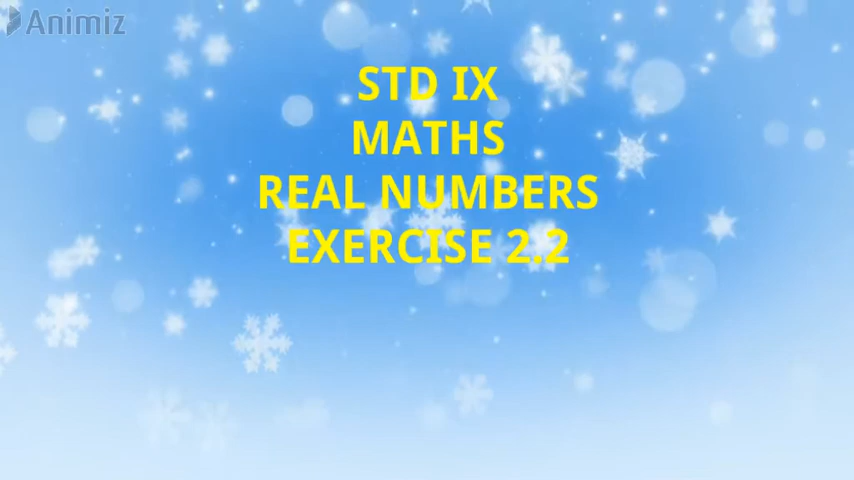 Animiz
STD IX
MATHS
REAL NUMBERS
EXERCISE 2.2